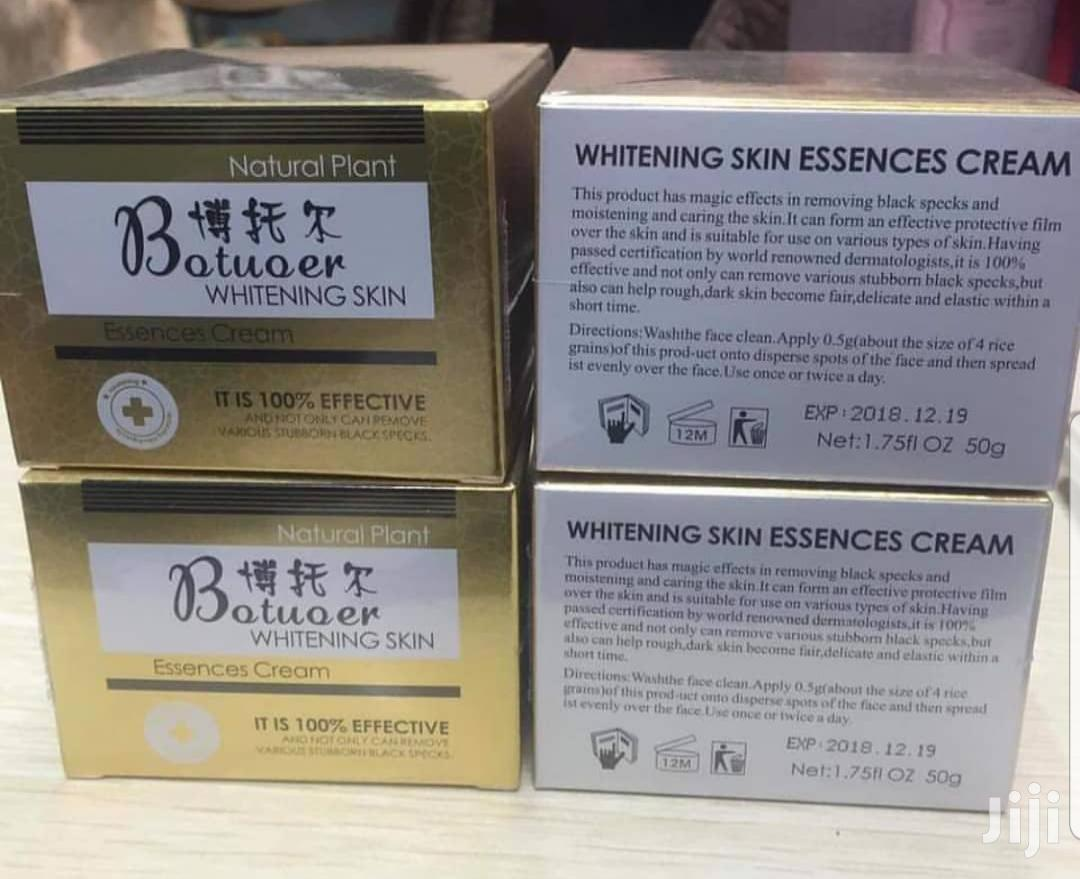 Natural Plant
Botuoer 博托尔
WHITENING SKIN
Essences Cream
IT IS 100% EFFECTIVE
AND NOT ONLY CAN REMOVE
VARIOUS STUBBORN BLACK SPECKS.
WHITENING SKIN ESSENCES CREAM
This product has magic effects in removing black specks and
moistening and caring the skin.It can form an effective protective film
over the skin and is suitable for use on various types of skin.Having
passed certification by world renowned dermatologists,it is 100%
effective and not only can remove various stubborn black specks,but
also can help rough,dark skin become fair,delicate and elastic within a
short time.
Directions:Washthe face clean.Apply 0.5g(about the size of 4 rice
grains)of this prod-uct onto disperse spots of the face and then spread
ist evenly over the face.Use once or twice a day.
12M
EXP:2018.12.19
Net:1.75fl OZ 50g
Natural Plant
Botuoer 博托尔
WHITENING SKIN
Essences Cream
IT IS 100% EFFECTIVE
AND NOT ONLY CAN REMOVE
VARIOUS STUBBORN BLACK SPECKS.
WHITENING SKIN ESSENCES CREAM
This product has magic effects in removing black specks and
moistening and caring the skin.It can form an effective protective film
over the skin and is suitable for use on various types of skin.Having
passed certification by world renowned dermatologists,it is 100%
effective and not only can remove various stubborn black specks,but
also can help rough,dark skin become fair,delicate and elastic within a
short time.
Directions:Washthe face clean.Apply 0.5g(about the size of 4 rice
grains)of this prod-uct onto disperse spots of the face and then spread
ist evenly over the face.Use once or twice a day.
12M
EXP:2018.12.19
Net:1.75fl OZ 50g
Jiji